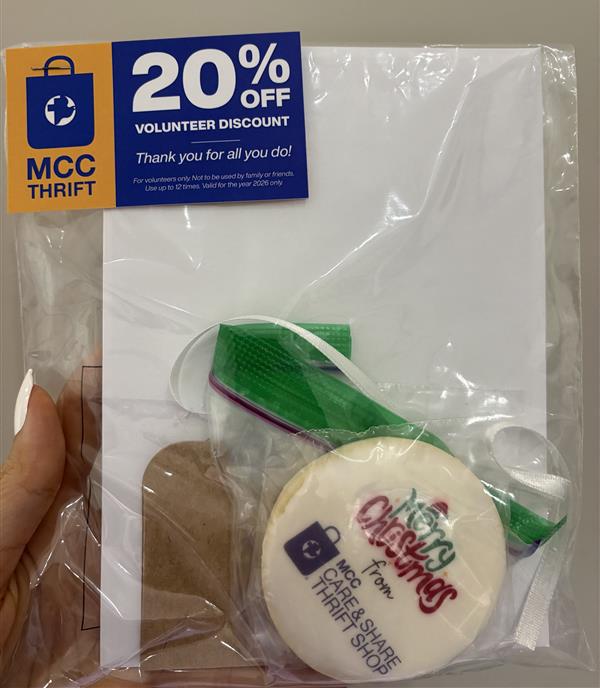 20% OFF
VOLUNTEER DISCOUNT
Thank you for all you do!
For volunteers only. Not to be used by family or friends.
Use up to 12 times. Valid for the year 2026 only.
MCC
THRIFT
Merry
Christmas
from
MCC
CARE & SHARE
THRIFT SHOP